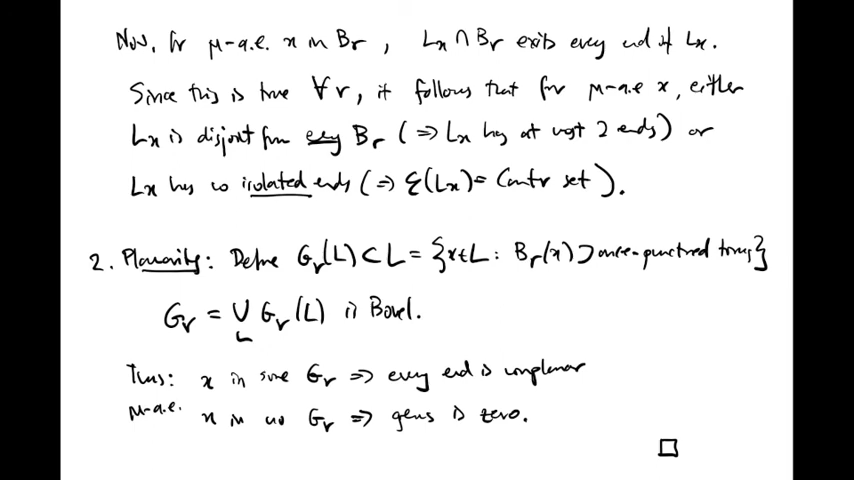 Now, for μ-a.e. x in Br, Lx ∩ Br exits every end of Lx.
Since this is true ∀r, it follows that for μ-a.e x, either
Lx is disjoint from every Br (⇒ Lx has at most 2 ends) or
Lx has no isolated ends (⇒ ℰ(Lx) = Cantor set).
2. Planarity: Define Gr(L) ⊂ L = {x∈L : Br(x) ⊃ once-punctured torus}
Gr = ∪_L Gr(L) is Borel.
Thus: x in some Gr ⇒ every end is nonplanar
μ-a.e. x in no Gr ⇒ genus is zero.
□